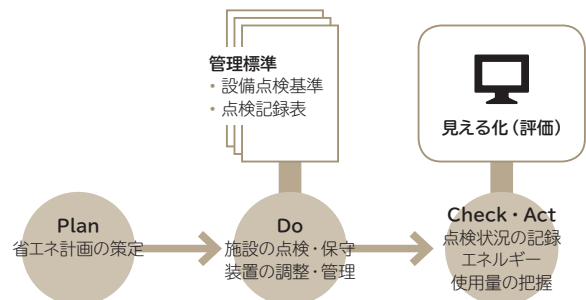 管理標準
・設備点検基準
・点検記録表
見える化（評価）
Plan
省エネ計画の策定
Do
施設の点検・保守
装置の調整・管理
Check・Act
点検状況の記録
エネルギー
使用量の把握